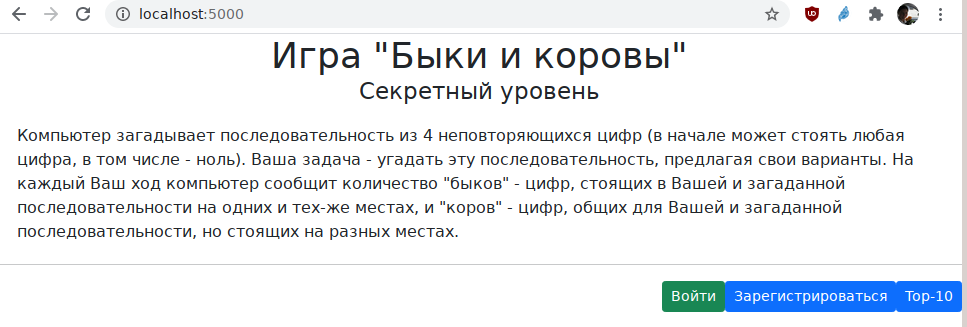 localhost:5000
Игра "Быки и коровы"
Секретный уровень
Компьютер загадывает последовательность из 4 неповторяющихся цифр (в начале может стоять любая
цифра, в том числе - ноль). Ваша задача - угадать эту последовательность, предлагая свои варианты. На
каждый Ваш ход компьютер сообщит количество "быков" - цифр, стоящих в Вашей и загаданной
последовательности на одних и тех-же местах, и "коров" - цифр, общих для Вашей и загаданной
последовательности, но стоящих на разных местах.
Войти Зарегистрироваться Top-10